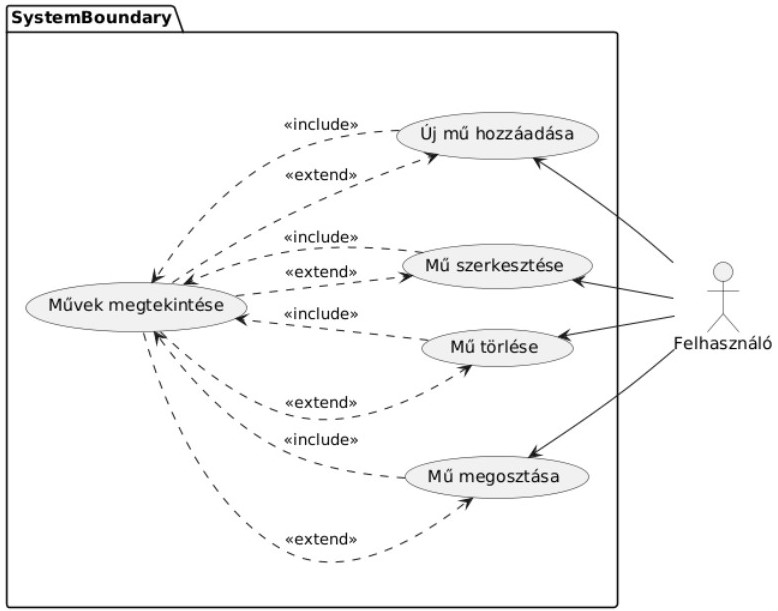 SystemBoundary
«include»
Új mű hozzáadása
«extend»
«include»
Mű szerkesztése
«extend»
Művek megtekintése
«include»
Mű törlése
Felhasználó
«extend»
«include»
Mű megosztása
«extend»